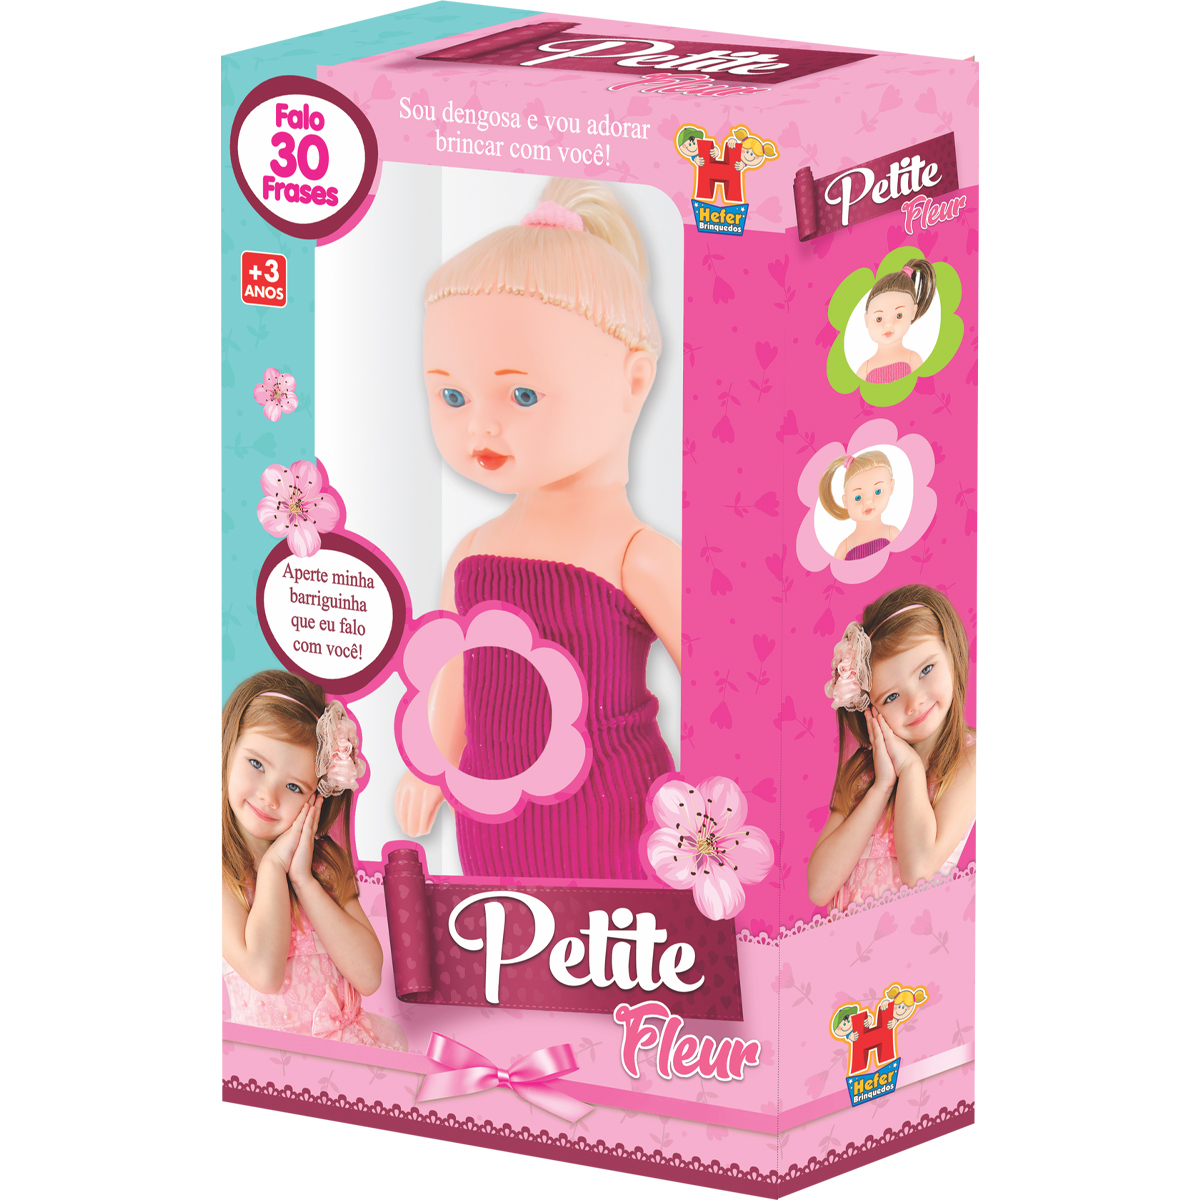 Petite
Fleur
Falo
30
Frases
Sou dengosa e vou adorar
brincar com você!
H
Hefer
Brinquedos
Petite
Fleur
+3
ANOS
Aperte minha
barriguinha
que eu falo
com você!
Petite
Fleur
H
Hefer
Brinquedos